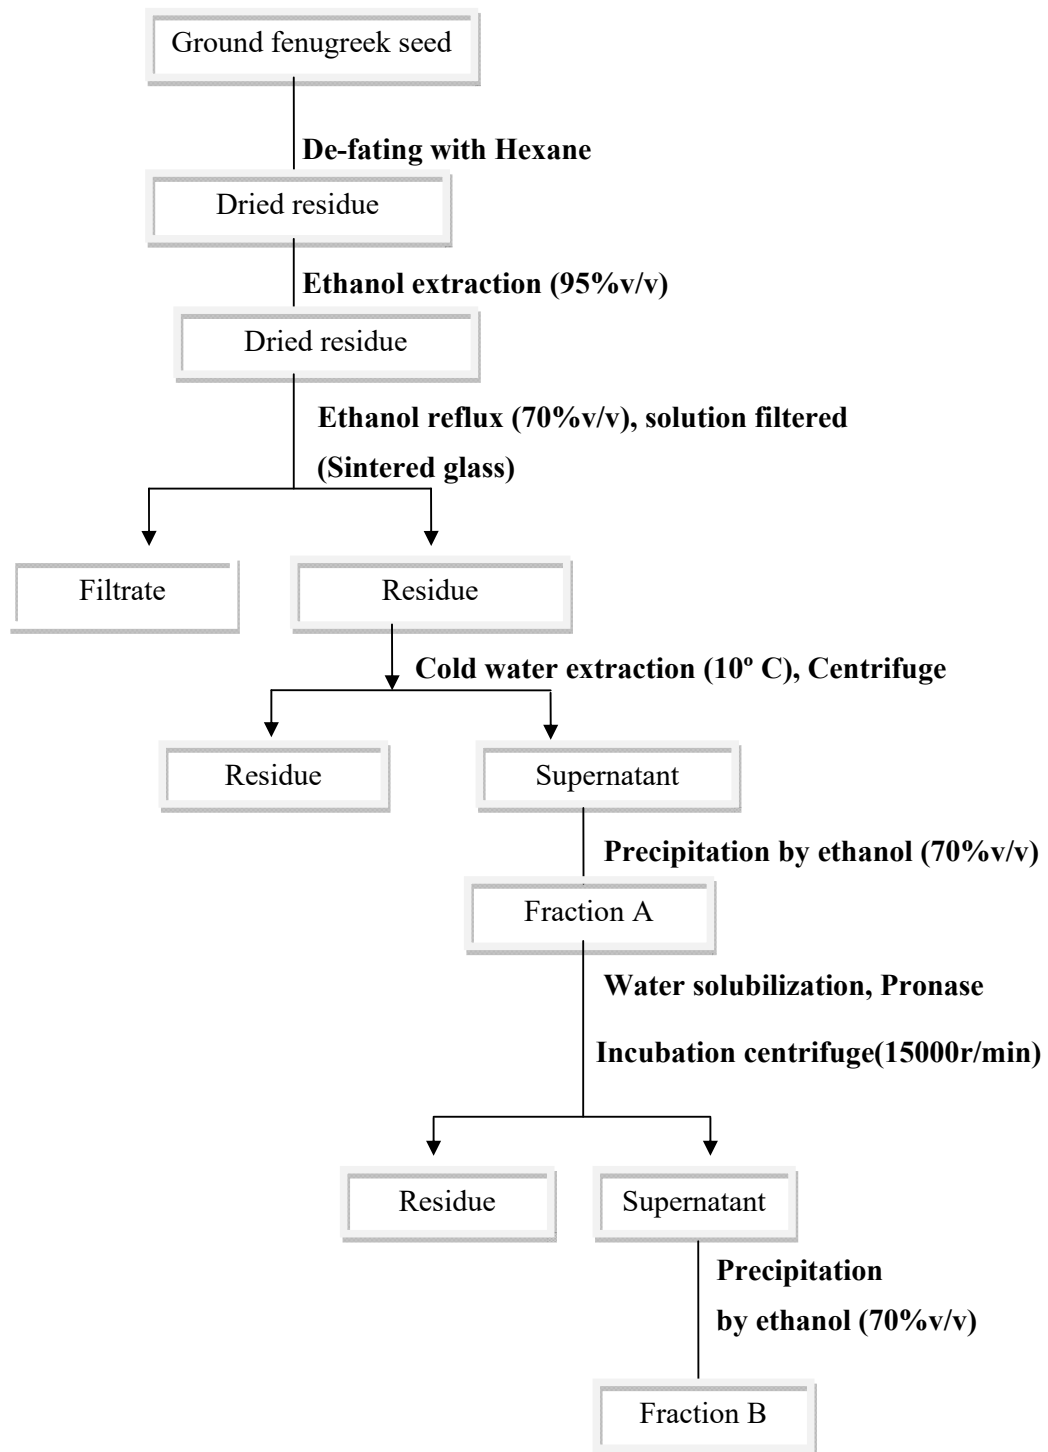 Ground fenugreek seed
De-fating with Hexane
Dried residue
Ethanol extraction (95%v/v)
Dried residue
Ethanol reflux (70%v/v), solution filtered
(Sintered glass)
Filtrate
Residue
Cold water extraction (10º C), Centrifuge
Residue
Supernatant
Precipitation by ethanol (70%v/v)
Fraction A
Water solubilization, Pronase
Incubation centrifuge(15000r/min)
Residue
Supernatant
Precipitation
by ethanol (70%v/v)
Fraction B